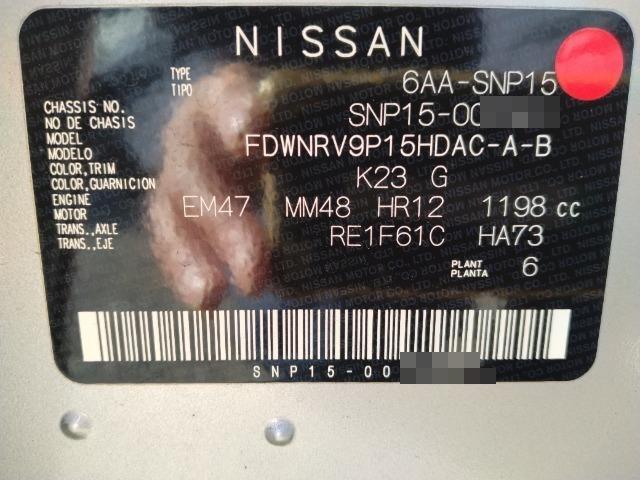 NISSAN
TYPE
TIPO 6AA-SNP15
CHASSIS NO.
NO DE CHASSIS SNP15-00
MODEL
MODELO FDWNRV9P15HDAC-A-B
COLOR,TRIM
COLOR,GUARNICION K23 G
ENGINE
MOTOR EM47 MM48 HR12 1198 cc
TRANS.,AXLE
TRANS.,EJE RE1F61C HA73
PLANT
PLANTA 6
SNP15-00